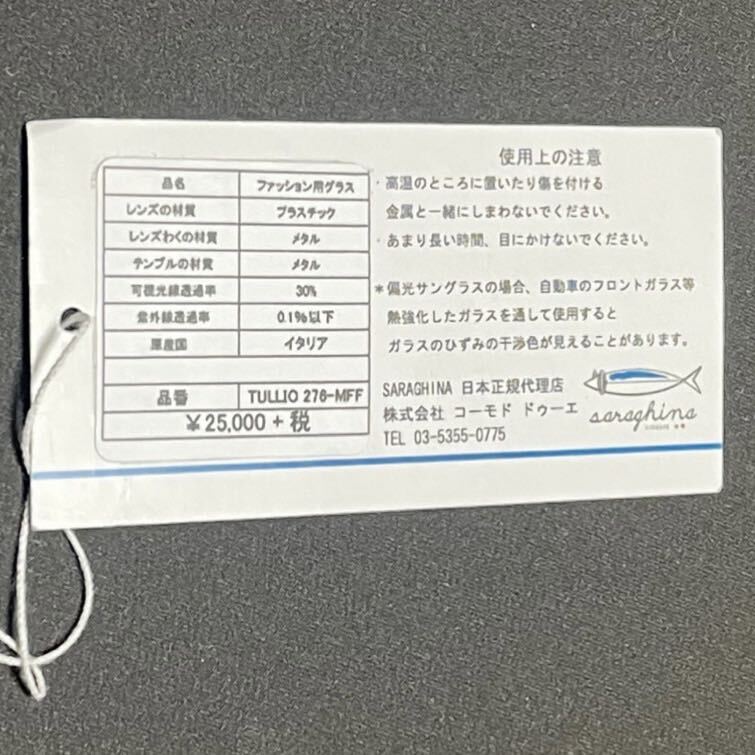 品名 ファッション用グラス
レンズの材質 プラスチック
レンズわくの材質 メタル
テンプルの材質 メタル
可視光線透過率 30%
紫外線透過率 0.1%以下
原産国 イタリア
品番 TULLIO 276-MFF
￥25,000 + 税
使用上の注意
・高温のところに置いたり傷を付ける
金属と一緒にしまわないでください。
・あまり長い時間、目にかけないでください。
＊偏光サングラスの場合、自動車のフロントガラス等
熱強化したガラスを通して使用すると
ガラスのひずみの干渉色が見えることがあります。
SARAGHINA 日本正規代理店
株式会社 コーモド ドゥーエ
TEL 03-5355-0775
saraghina